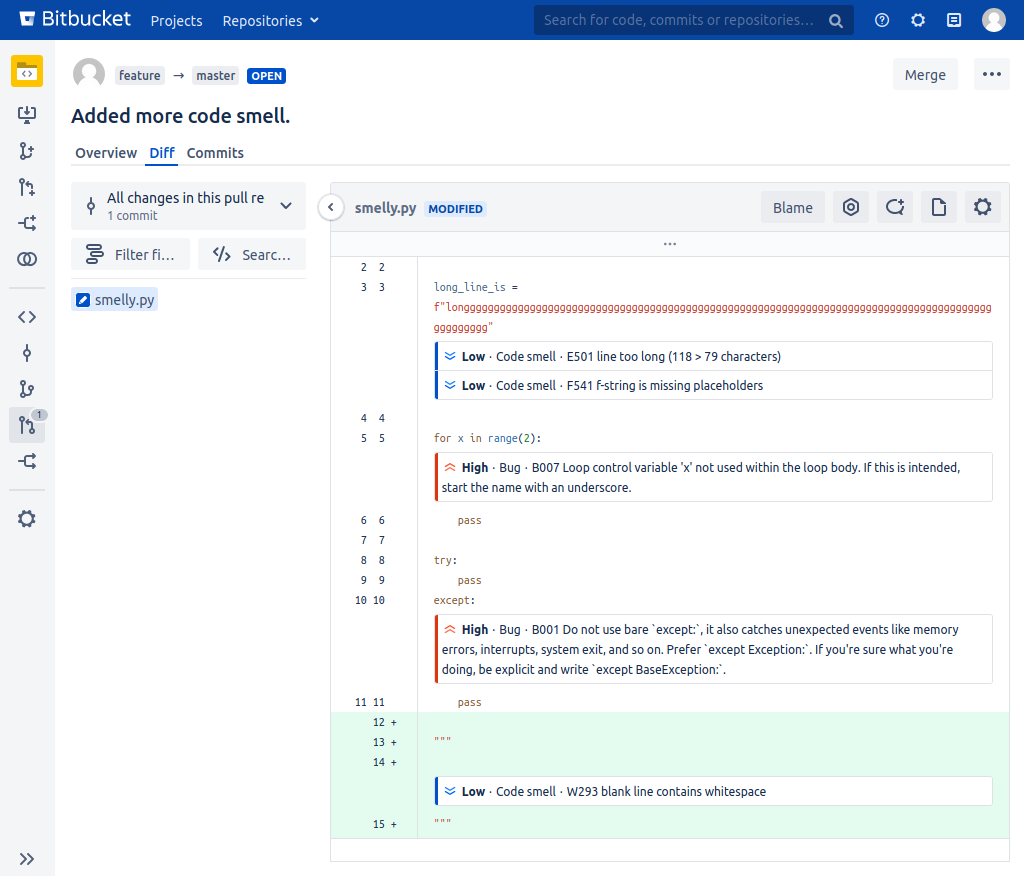 Bitbucket Projects Repositories Search for code, commits or repositories...
feature → master OPEN Merge
Added more code smell.
Overview Diff Commits
All changes in this pull re
1 commit
Filter fi... Searc...
smelly.py
1
smelly.py MODIFIED Blame
2 2
3 3 long_line_is =
f"longgggggggggggggggggggggggggggggggggggggggggggggggggggggggggggggggggggggggggggggggggggggggg
ggggggggg"
Low · Code smell · E501 line too long (118 > 79 characters)
Low · Code smell · F541 f-string is missing placeholders
4 4
5 5 for x in range(2):
High · Bug · B007 Loop control variable 'x' not used within the loop body. If this is intended,
start the name with an underscore.
6 6 pass
7 7
8 8 try:
9 9 pass
10 10 except:
High · Bug · B001 Do not use bare `except:`, it also catches unexpected events like memory
errors, interrupts, system exit, and so on. Prefer `except Exception:`. If you're sure what you're
doing, be explicit and write `except BaseException:`.
11 11 pass
12 +
13 + """
14 +
Low · Code smell · W293 blank line contains whitespace
15 + """